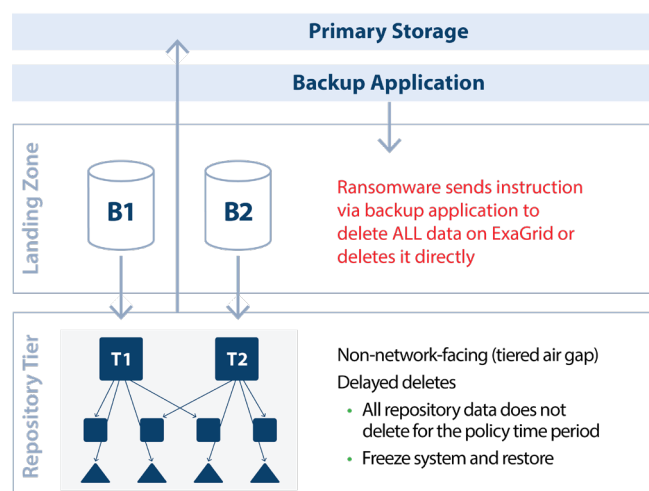 Primary Storage
Backup Application
Landing Zone
B1
B2
Ransomware sends instruction
via backup application to
delete ALL data on ExaGrid or
deletes it directly
Repository Tier
T1
T2
Non-network-facing (tiered air gap)
Delayed deletes
• All repository data does not
delete for the policy time period
• Freeze system and restore